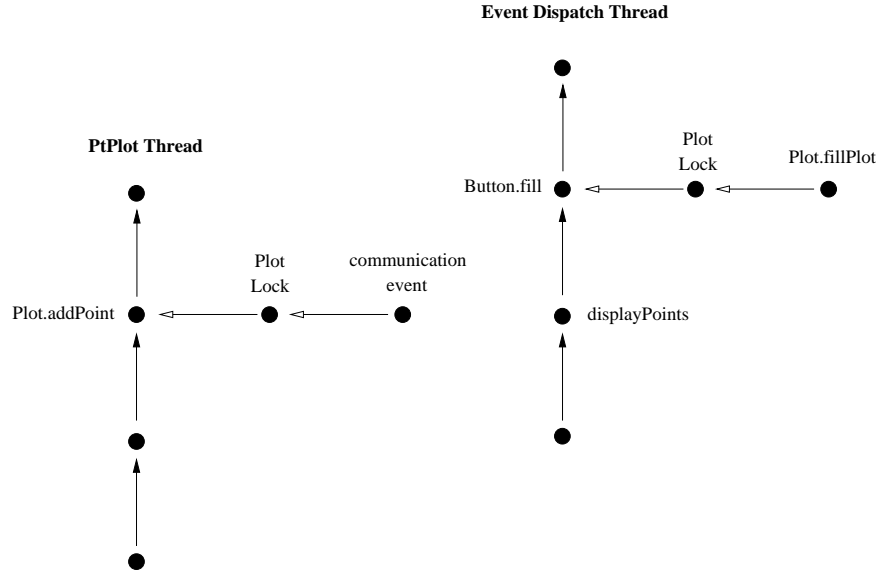 Event Dispatch Thread
PtPlot Thread
Plot
Lock
Plot.fillPlot
Button.fill
Plot
Lock
communication
event
Plot.addPoint
displayPoints